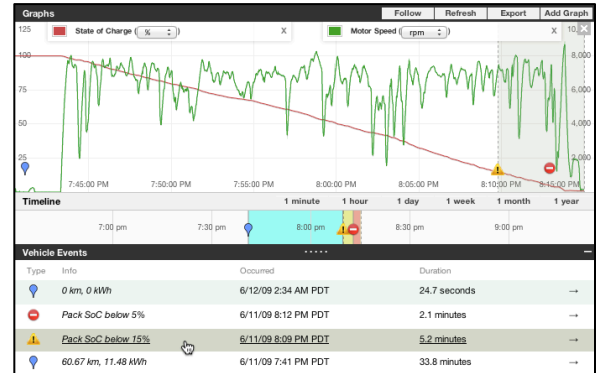 Graphs Follow Refresh Export Add Graph
125 State of Charge ( % ) X Motor Speed ( rpm ) X 10,
100 8,000
75 6,000
50 4,000
25 2,000
7:45:00 PM 7:50:00 PM 7:55:00 PM 8:00:00 PM 8:05:00 PM 8:10:00 PM 8:15:00 PM
Timeline 1 minute 1 hour 1 day 1 week 1 month 1 year
7:00 pm 7:30 pm 8:00 pm 8:30 pm 9:00 pm
Vehicle Events
Type Info Occurred Duration
0 km, 0 kWh 6/12/09 2:34 AM PDT 24.7 seconds →
Pack SoC below 5% 6/11/09 8:12 PM PDT 2.1 minutes →
Pack SoC below 15% 6/11/09 8:09 PM PDT 5.2 minutes →
60.67 km, 11.48 kWh 6/11/09 7:41 PM PDT 33.8 minutes →